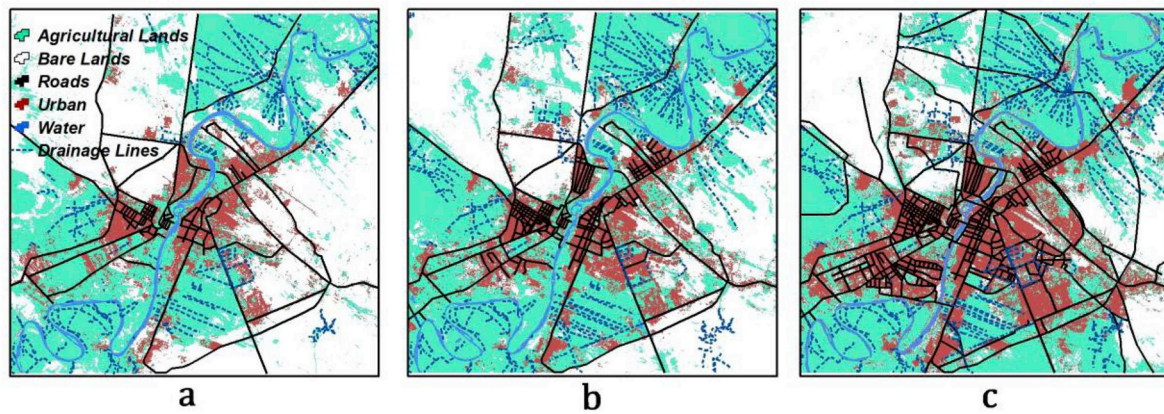 Agricultural Lands
Bare Lands
Roads
Urban
Water
Drainage Lines
a
b
c